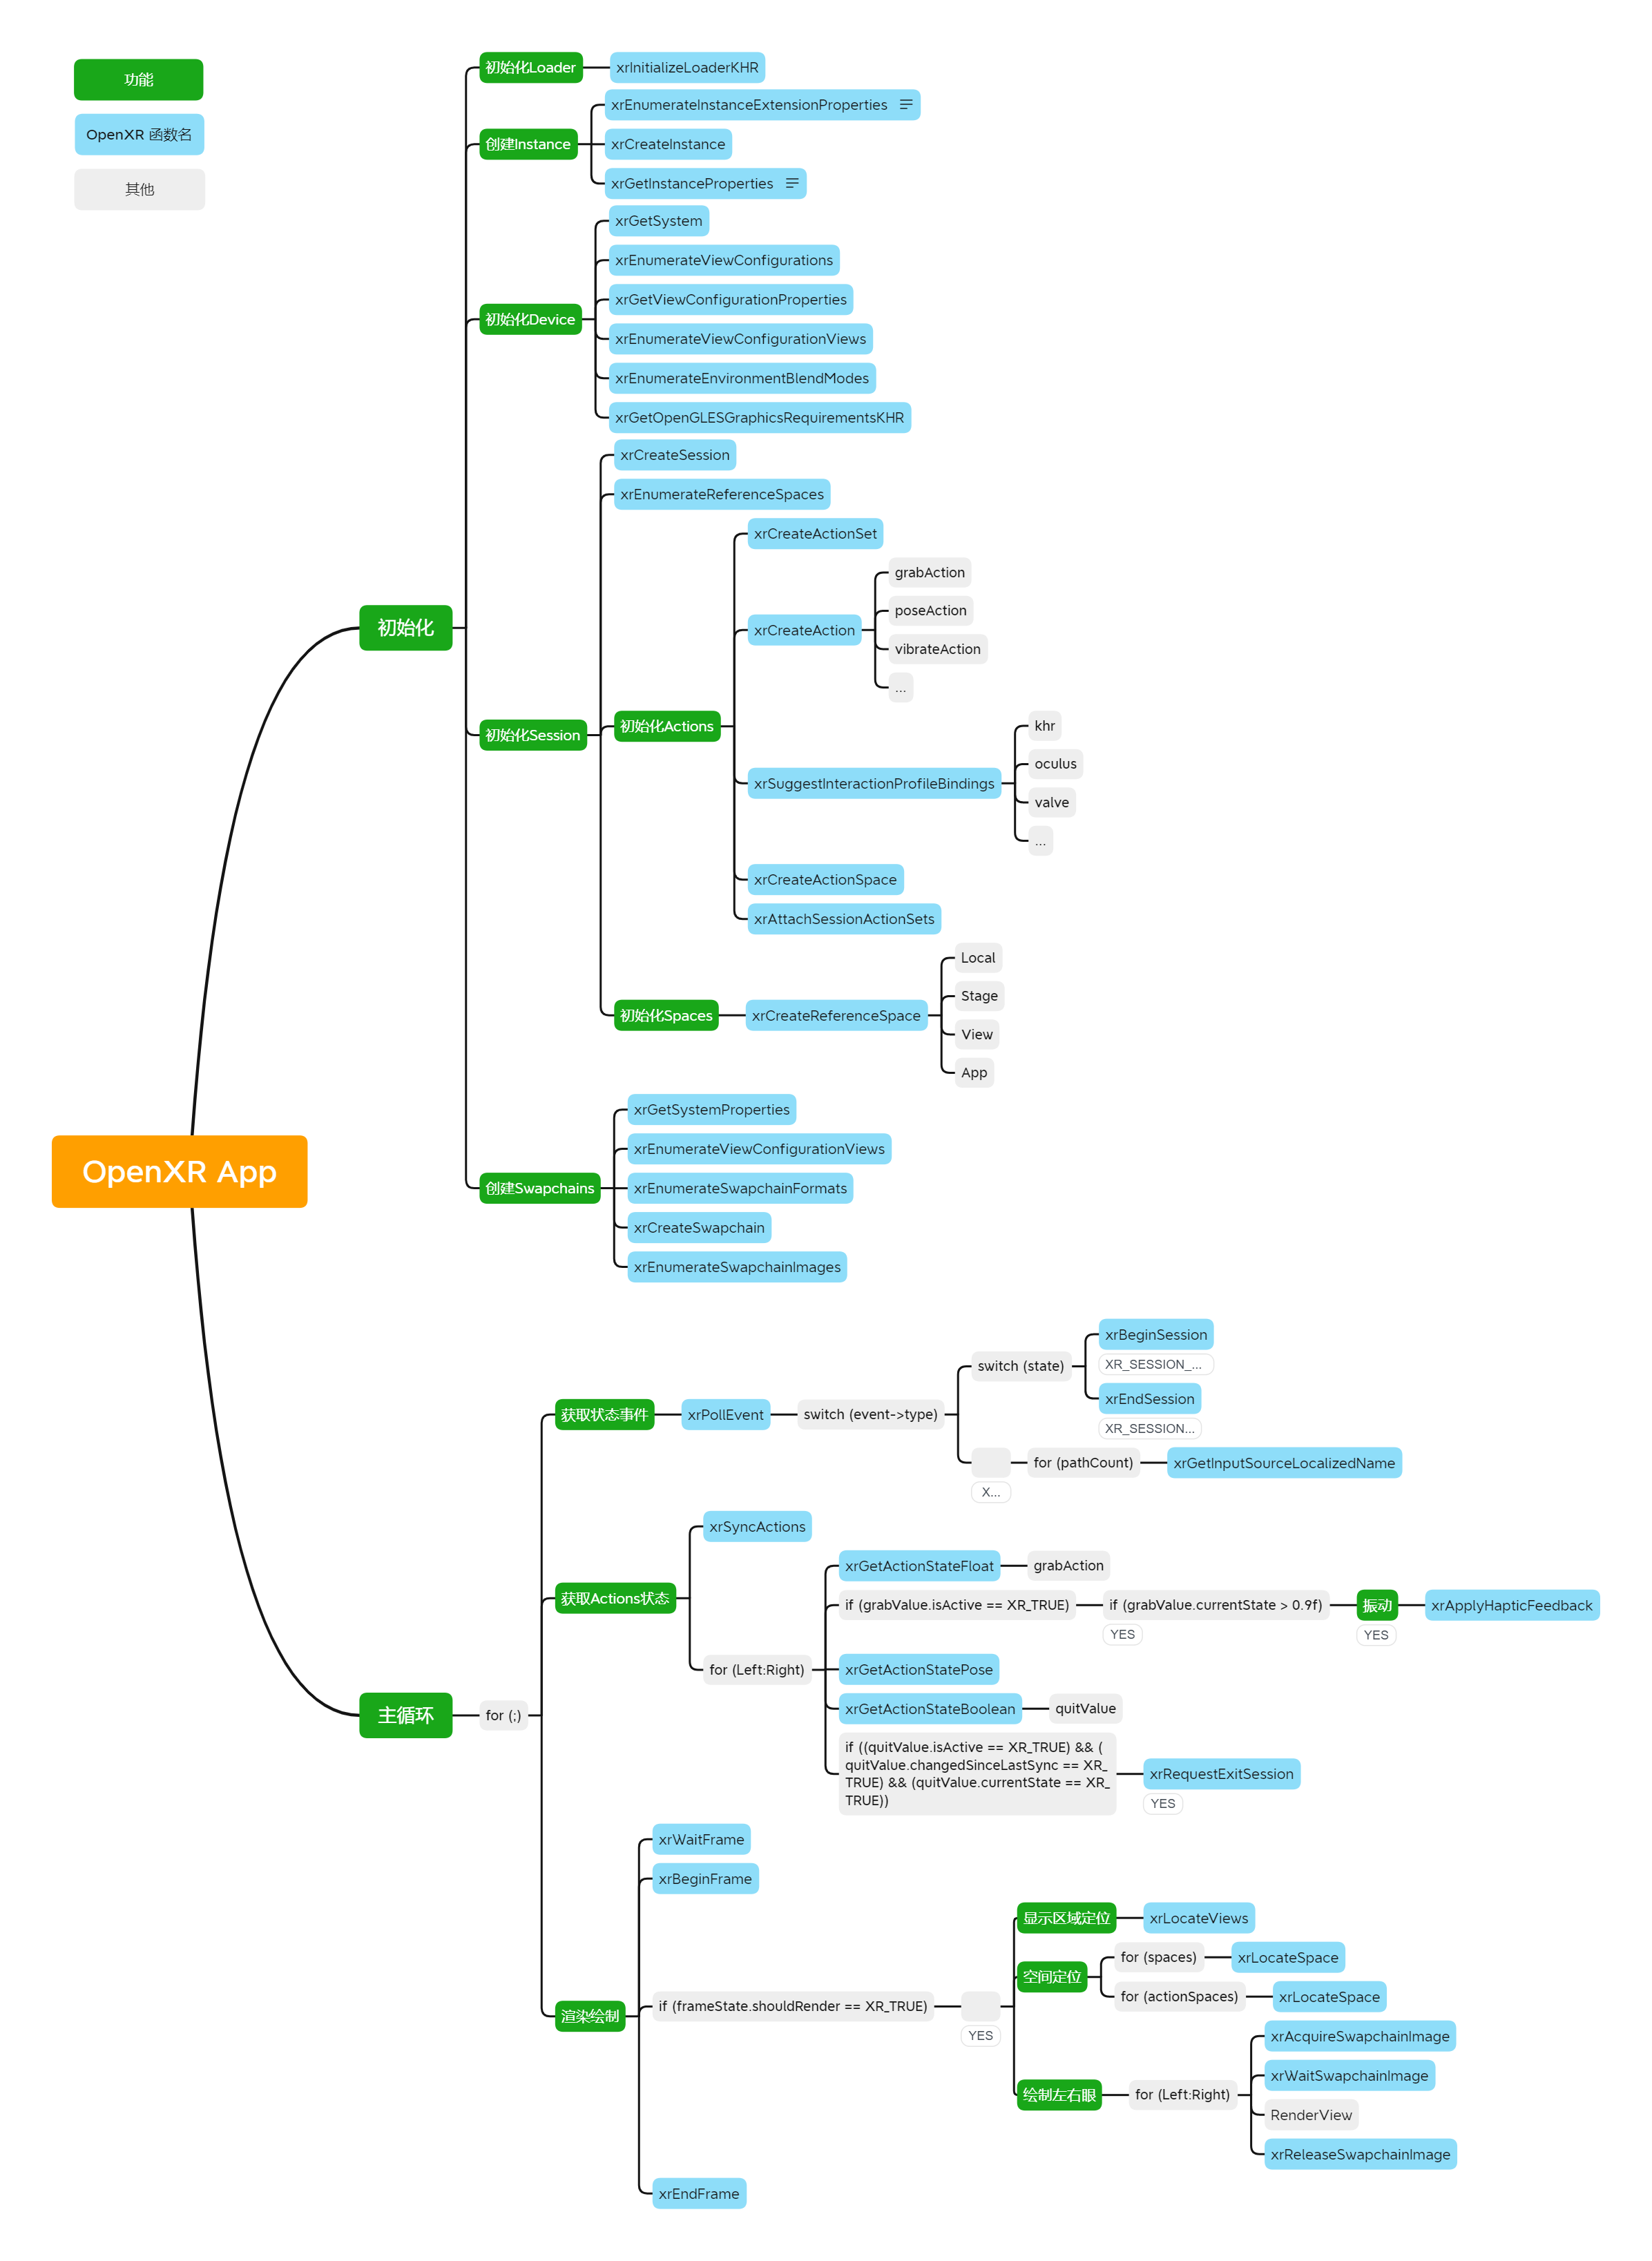 功能
OpenXR 函数名
其他
OpenXR App
初始化
初始化Loader
xrInitializeLoaderKHR
创建Instance
xrEnumerateInstanceExtensionProperties
xrCreateInstance
xrGetInstanceProperties
初始化Device
xrGetSystem
xrEnumerateViewConfigurations
xrGetViewConfigurationProperties
xrEnumerateViewConfigurationViews
xrEnumerateEnvironmentBlendModes
xrGetOpenGLESGraphicsRequirementsKHR
初始化Session
xrCreateSession
xrEnumerateReferenceSpaces
初始化Actions
xrCreateActionSet
xrCreateAction
grabAction
poseAction
vibrateAction
...
xrSuggestInteractionProfileBindings
khr
oculus
valve
...
xrCreateActionSpace
xrAttachSessionActionSets
初始化Spaces
xrCreateReferenceSpace
Local
Stage
View
App
创建Swapchains
xrGetSystemProperties
xrEnumerateViewConfigurationViews
xrEnumerateSwapchainFormats
xrCreateSwapchain
xrEnumerateSwapchainImages
主循环
for (;)
获取状态事件
xrPollEvent
switch (event->type)
switch (state)
xrBeginSession
XR_SESSION_...
xrEndSession
XR_SESSION...
X...
for (pathCount)
xrGetInputSourceLocalizedName
获取Actions状态
xrSyncActions
for (Left:Right)
xrGetActionStateFloat
grabAction
if (grabValue.isActive == XR_TRUE)
if (grabValue.currentState > 0.9f)
YES
振动
YES
xrApplyHapticFeedback
xrGetActionStatePose
xrGetActionStateBoolean
quitValue
if ((quitValue.isActive == XR_TRUE) && (
quitValue.changedSinceLastSync == XR_
TRUE) && (quitValue.currentState == XR_
TRUE))
xrRequestExitSession
YES
渲染绘制
xrWaitFrame
xrBeginFrame
if (frameState.shouldRender == XR_TRUE)
YES
显示区域定位
xrLocateViews
空间定位
for (spaces)
xrLocateSpace
for (actionSpaces)
xrLocateSpace
绘制左右眼
for (Left:Right)
xrAcquireSwapchainImage
xrWaitSwapchainImage
RenderView
xrReleaseSwapchainImage
xrEndFrame